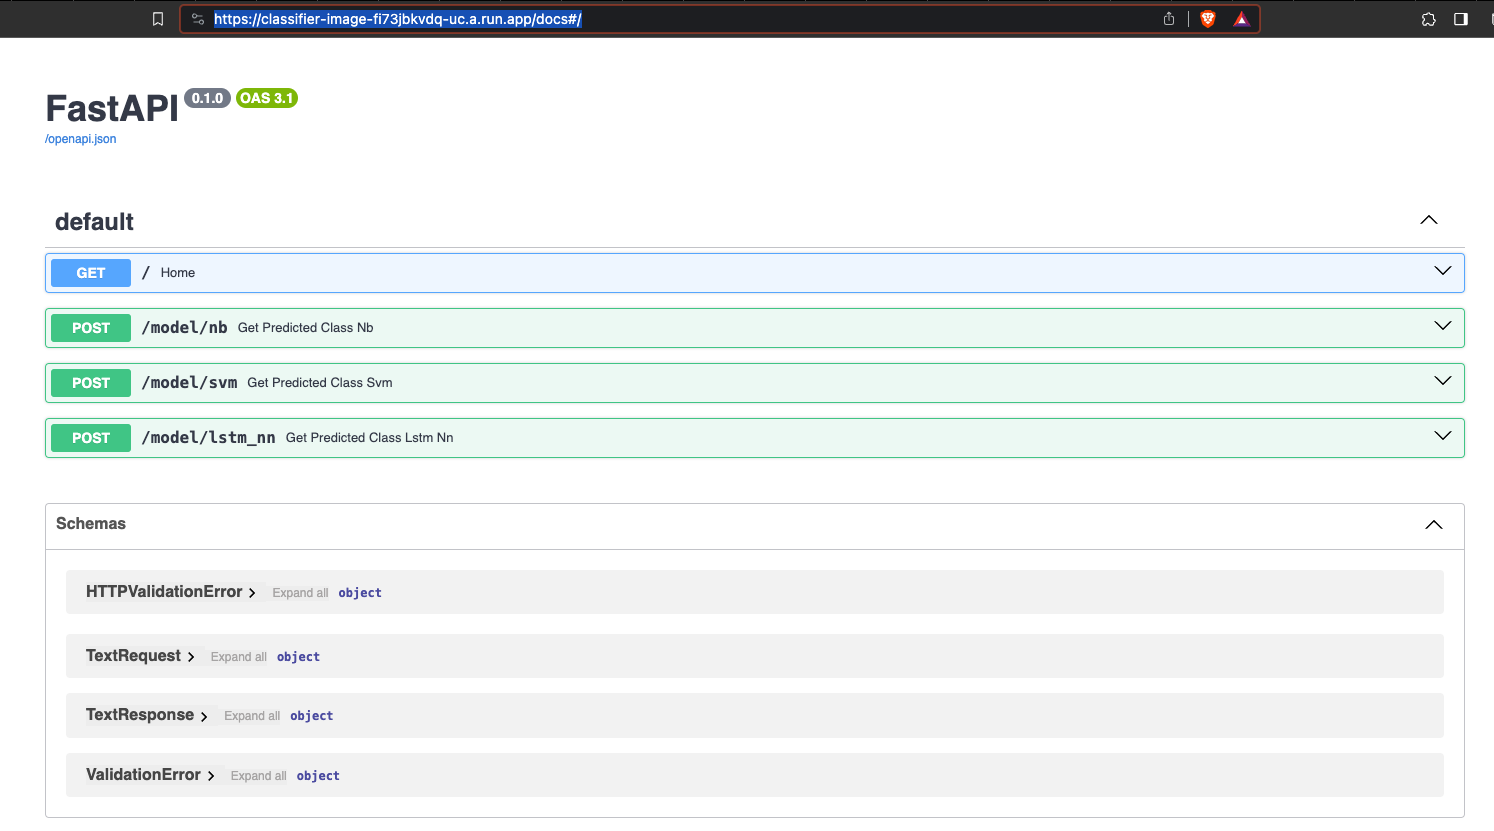 https://classifier-image-fi73jbkvdq-uc.a.run.app/docs#/
FastAPI 0.1.0 OAS 3.1
/openapi.json
default
GET / Home
POST /model/nb Get Predicted Class Nb
POST /model/svm Get Predicted Class Svm
POST /model/lstm_nn Get Predicted Class Lstm Nn
Schemas
HTTPValidationError Expand all object
TextRequest Expand all object
TextResponse Expand all object
ValidationError Expand all object